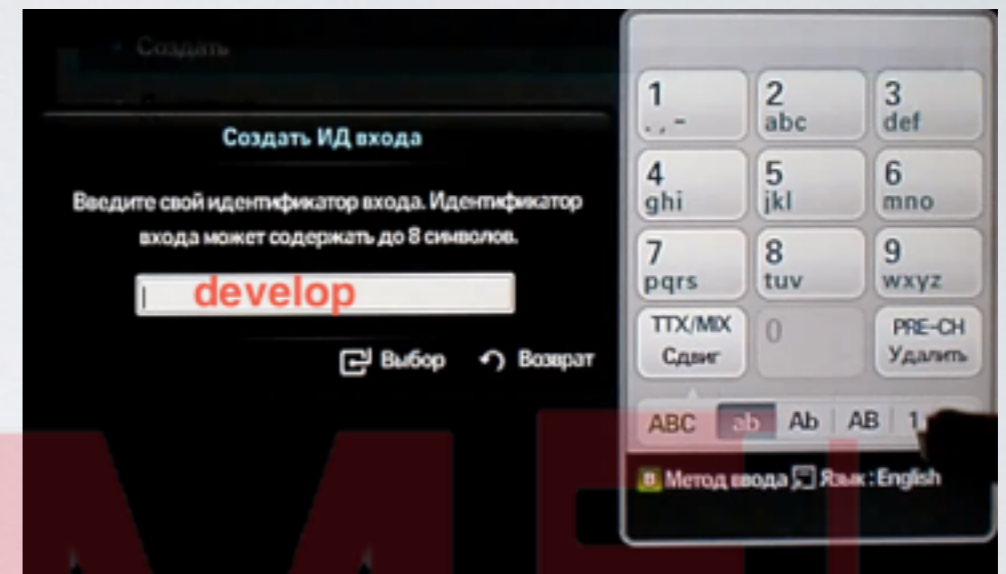 Создать
Создать ИД входа
Введите свой идентификатор входа. Идентификатор
входа может содержать до 8 символов.
develop
Выбор Возврат
1
. , -
2
abc
3
def
4
ghi
5
jkl
6
mno
7
pqrs
8
tuv
9
wxyz
TTX/MIX
Сдвиг
0
PRE-CH
Удалить
ABC ab Ab AB 1
B Метод ввода Язык : English